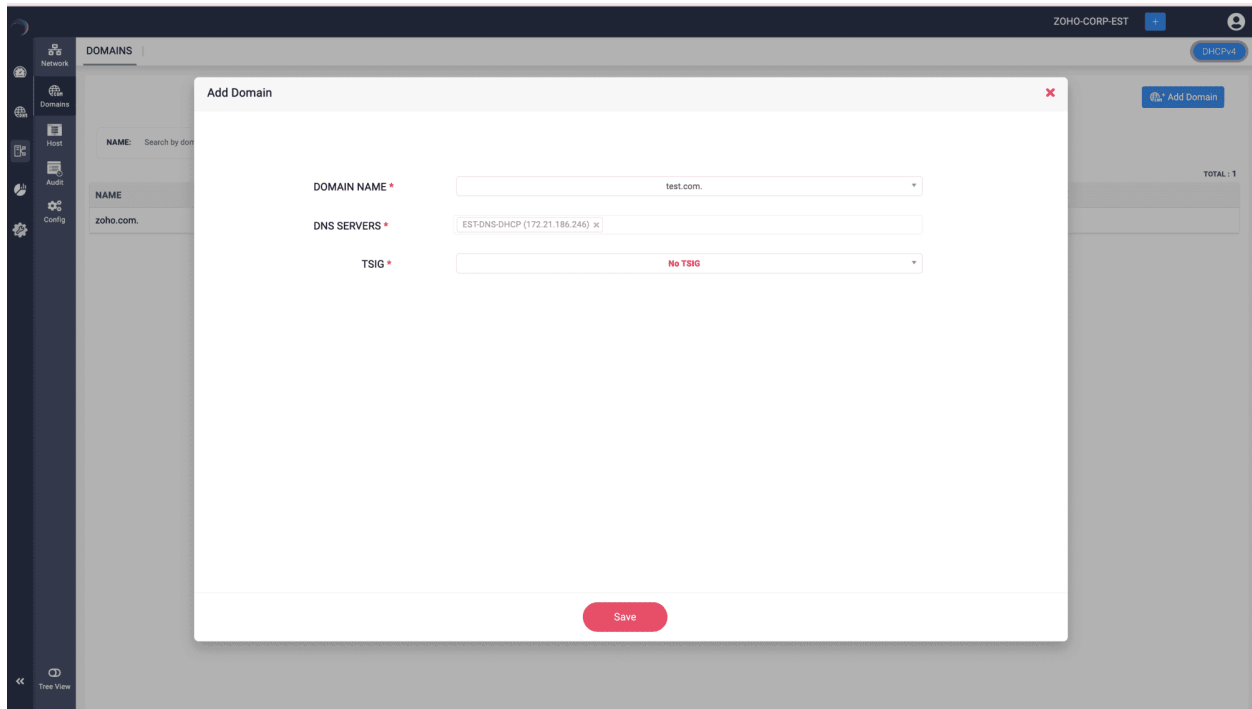 ZOHO-CORP-EST +
Network
DOMAINS
DHCPv4
Domains
Add Domain
Add Domain
Host
NAME: Search by dom
Audit
TOTAL : 1
NAME
Config
zoho.com.
DOMAIN NAME *
test.com.
DNS SERVERS *
EST-DNS-DHCP (172.21.186.246) ×
TSIG *
No TSIG
Save
Tree View